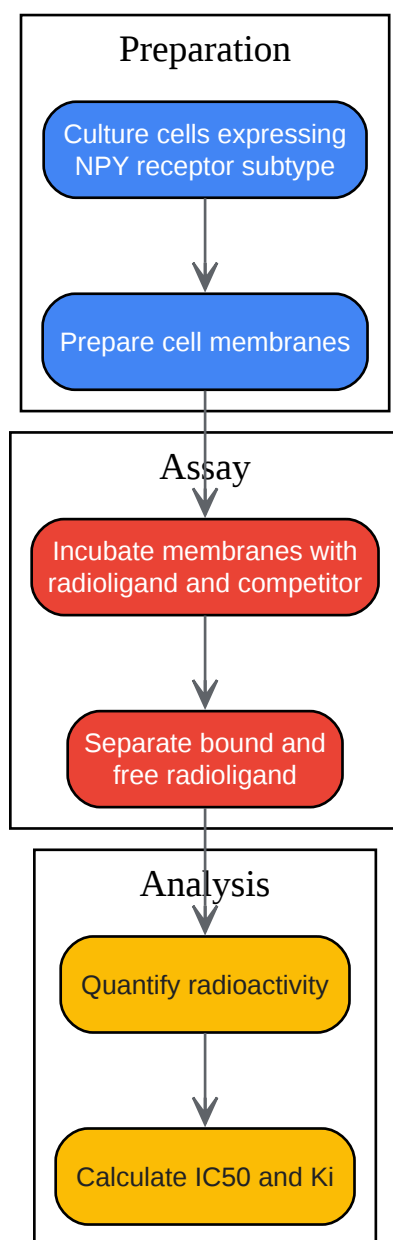 Preparation
Culture cells expressing
NPY receptor subtype
Prepare cell membranes
Assay
Incubate membranes with
radioligand and competitor
Separate bound and
free radioligand
Analysis
Quantify radioactivity
Calculate IC50 and Ki